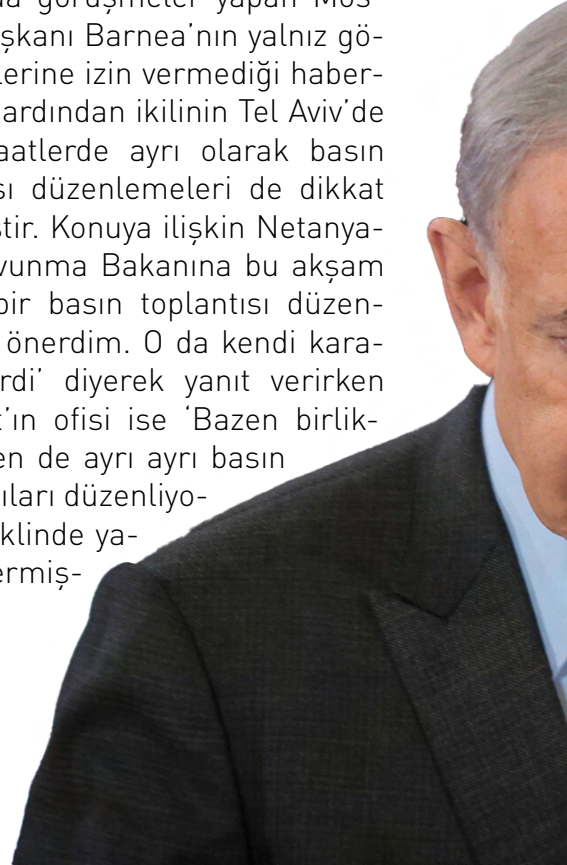 görüşmeler yapan Mos-
şkanı Barnea’nın yalnız gö-
lerine izin vermediği haber-
ardından ikilinin Tel Aviv’de
aatlerde ayrı olarak basın
sı düzenlemeleri de dikkat
tir. Konuya ilişkin Netanya-
vunma Bakanına bu akşam
bir basın toplantısı düzen-
önerdim. O da kendi kara-
rdi’ diyerek yanıt verirken
t’ın ofisi ise ‘Bazen birlik-
en de ayrı ayrı basın
ıları düzenliyo-
klinde ya-
ermiş-